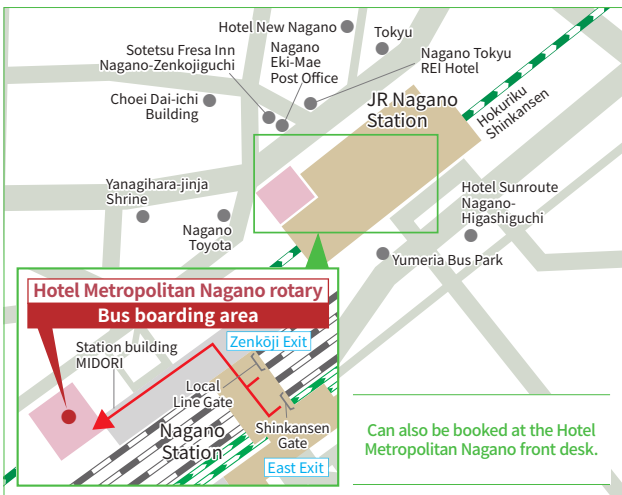 Hotel New Nagano
Tokyu
Sotetsu Fresa Inn
Nagano-Zenkojiguchi
Nagano
Eki-Mae
Post Office
Nagano Tokyu
REI Hotel
Choei Dai-ichi
Building
JR Nagano
Station
Hokuriku
Shinkansen
Yanagihara-jinja
Shrine
Nagano
Toyota
Hotel Sunroute
Nagano-
Higashiguchi
Yumeria Bus Park
Hotel Metropolitan Nagano rotary
Bus boarding area
Station building
MIDORI
Zenkōji Exit
Local
Line Gate
Nagano
Station
Shinkansen
Gate
East Exit
Can also be booked at the Hotel
Metropolitan Nagano front desk.